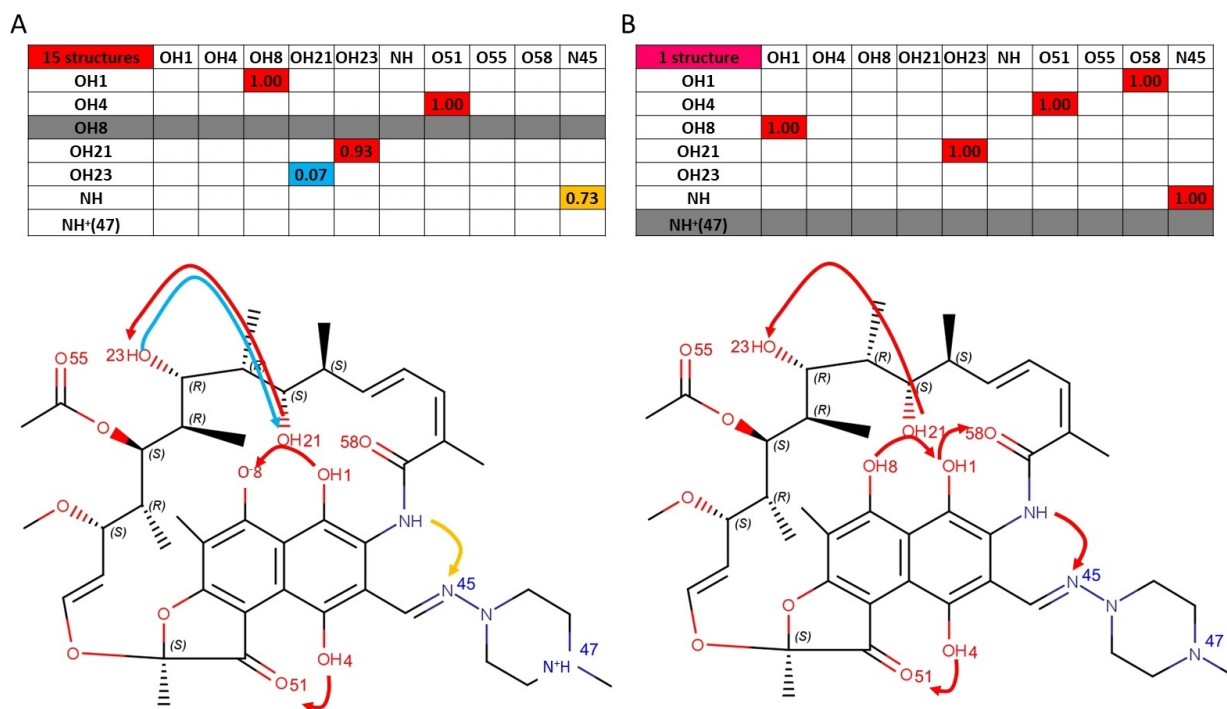 A
15 structures OH1 OH4 OH8 OH21 OH23 NH O51 O55 O58 N45
OH1 1.00
OH4 1.00
OH8
OH21 0.93
OH23 0.07
NH 0.73
NH+(47)
O55
23HO
(R)
(R)
(S)
(R)
O
(S)
OH21
58O
O-8
OH1
(R)
O
(S)
NH
N45
O
N
47
O
(S)
OH4
N+H
O51
B
1 structure OH1 OH4 OH8 OH21 OH23 NH O51 O55 O58 N45
OH1 1.00
OH4 1.00
OH8 1.00
OH21 1.00
OH23
NH 1.00
NH+(47)
O55
23HO
(R)
(R)
(S)
(R)
O
(S)
OH21
58O
OH8
OH1
(R)
O
(S)
NH
N45
O
N
47
O
(S)
OH4
N
O51